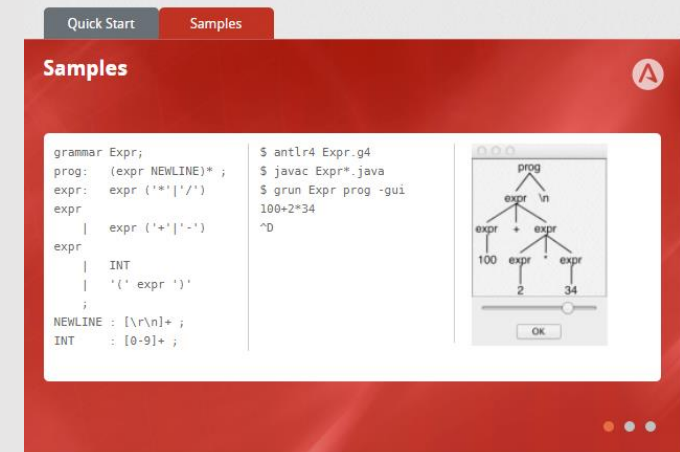 Quick Start
Samples
Samples
grammar Expr;
prog:   (expr NEWLINE)* ;
expr:   expr ('*'|'/')
expr
    |   expr ('+'|'-')
expr
    |   INT
    |   '(' expr ')'
    ;
NEWLINE : [\r\n]+ ;
INT     : [0-9]+ ;
$ antlr4 Expr.g4
$ javac Expr*.java
$ grun Expr prog -gui
100+2*34
^D
prog
expr \n
expr + expr
100 expr * expr
2 34
OK